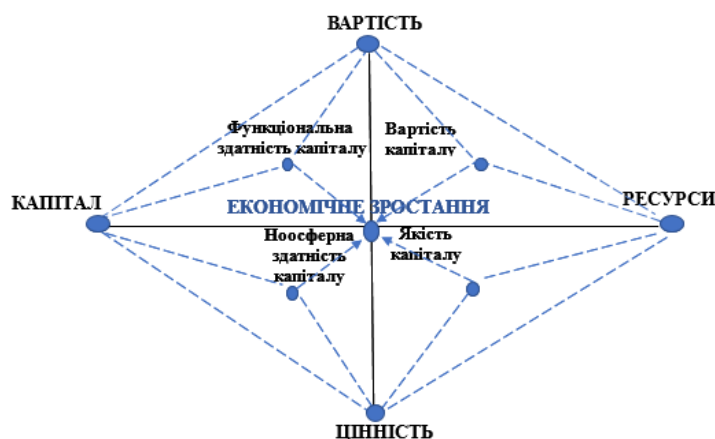 ВАРТІСТЬ
Функціональна
здатність капіталу
Вартість
капіталу
КАПІТАЛ
ЕКОНОМІЧНЕ ЗРОСТАННЯ
РЕСУРСИ
Ноосферна
здатність
капіталу
Якість
капіталу
ЦІННІСТЬ